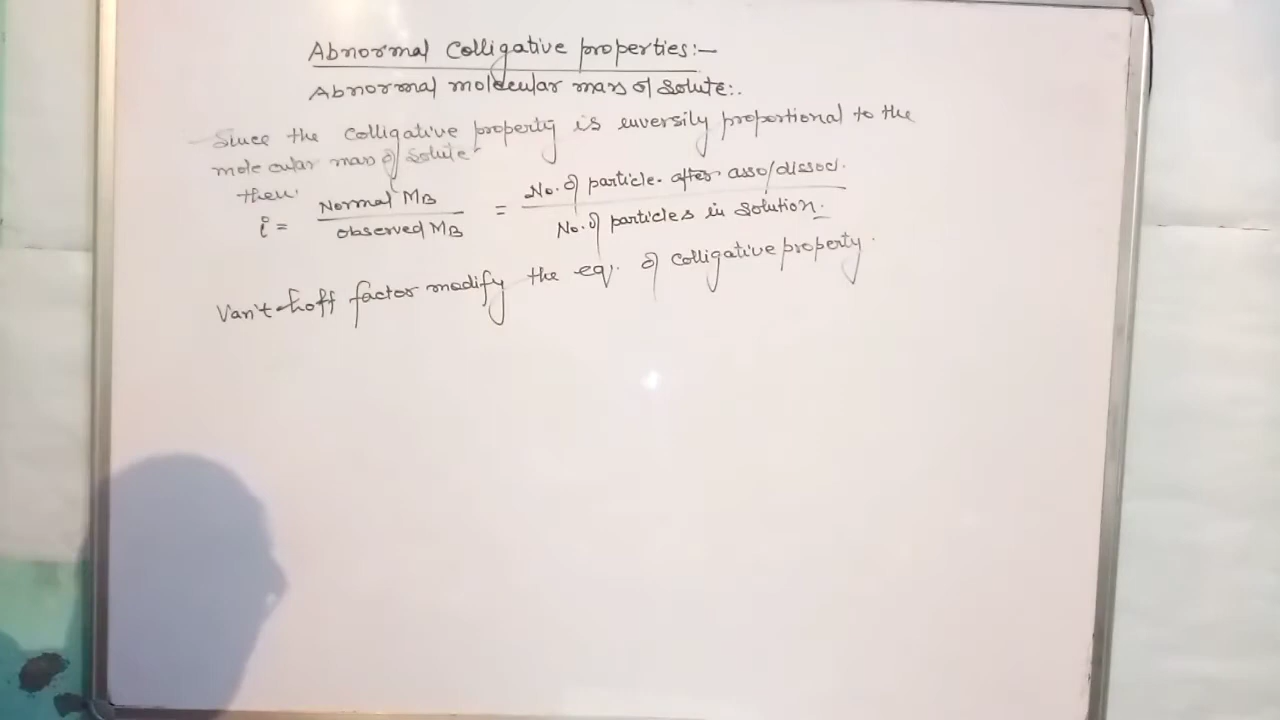 Abnormal Colligative properties:-
Abnormal molecular mass of Solute:.
Since the Colligative property is inversily proportional to the
molecular mass of Solute
then
i = Normal MB / observed MB = No. of particle. after asso/dissoci. / No. of particles in solution.
Van't hoff factor modify the eq. of colligative property.